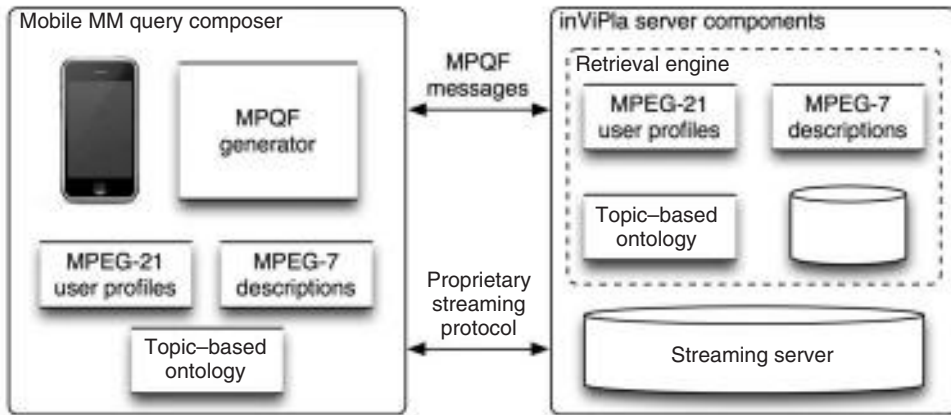 Mobile MM query composer
MPQF
generator
MPEG-21
user profiles
MPEG-7
descriptions
Topic–based
ontology
MPQF
messages
Proprietary
streaming
protocol
inViPla server components
Retrieval engine
MPEG-21
user profiles
MPEG-7
descriptions
Topic–based
ontology
Streaming server